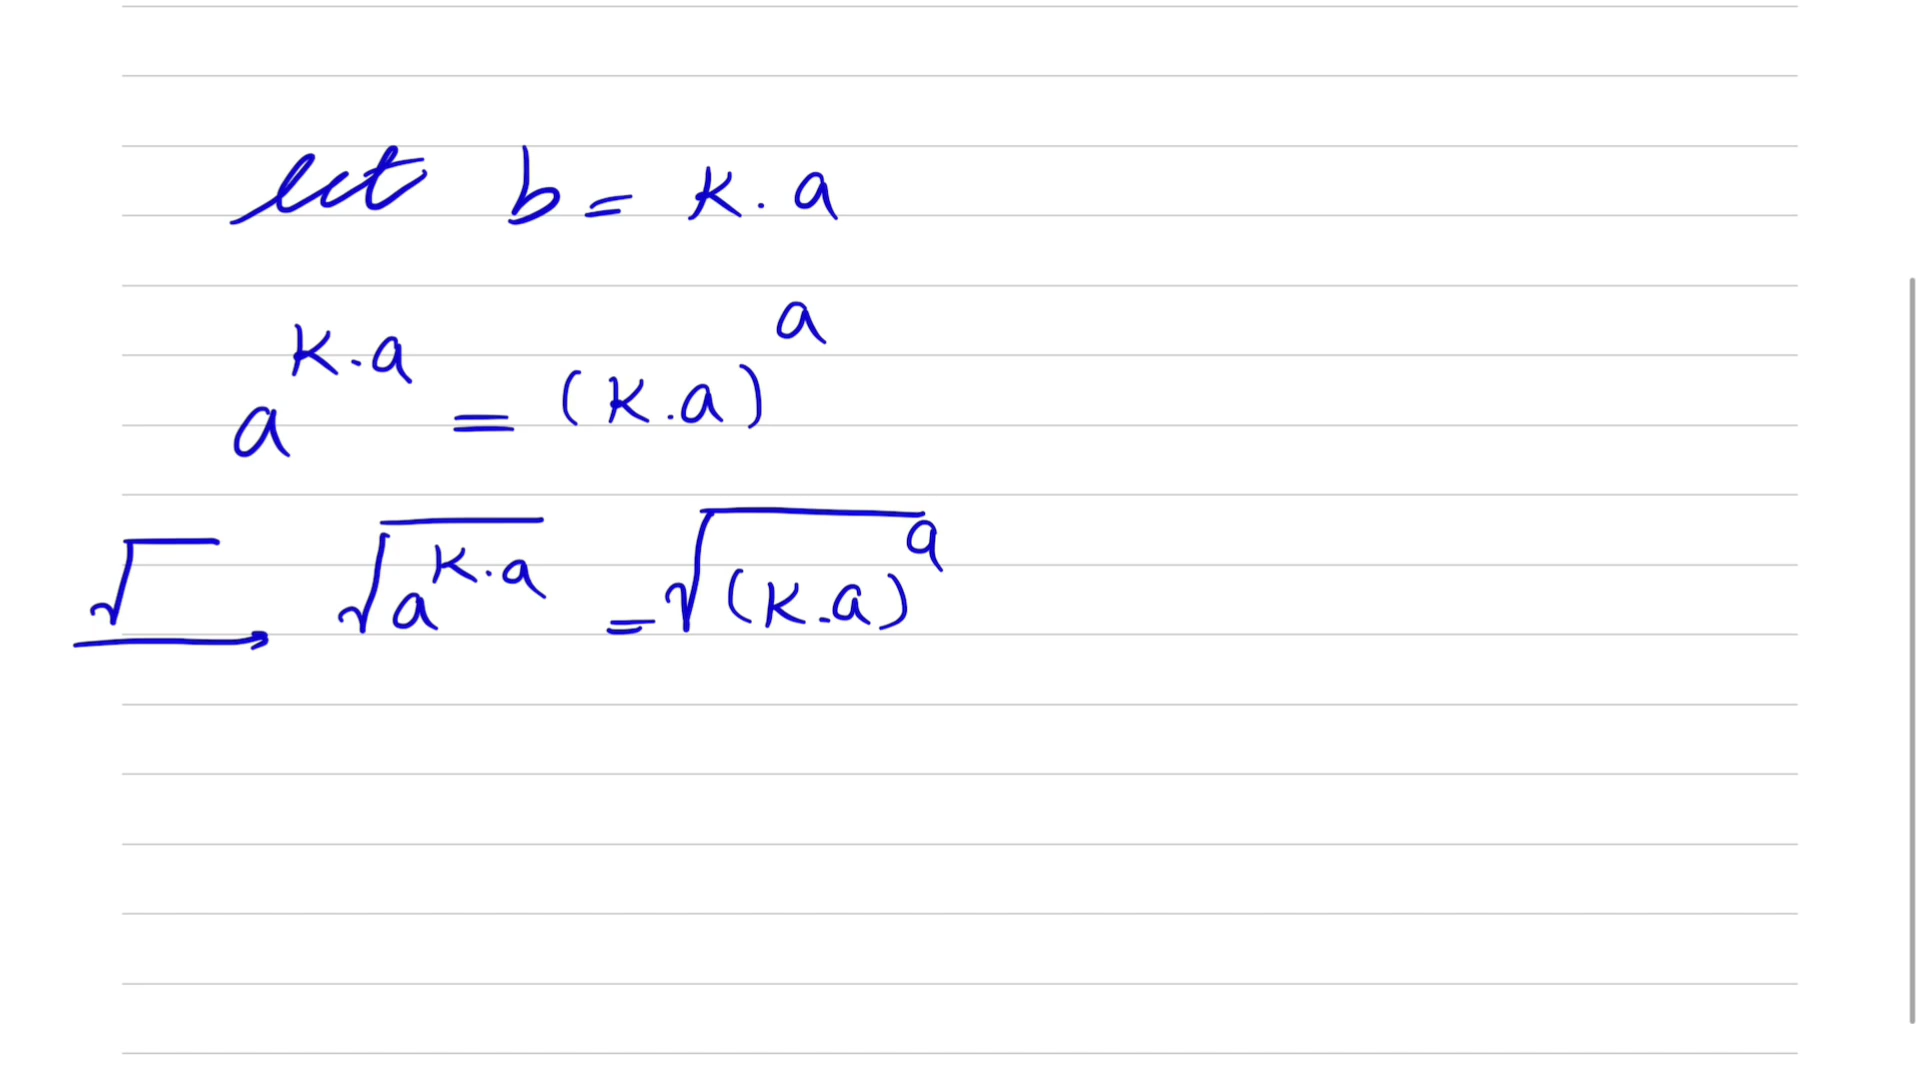 let b = k . a
a^{k.a} = (k.a)^a
√ → √(a^{k.a}) = √((k.a)^a)